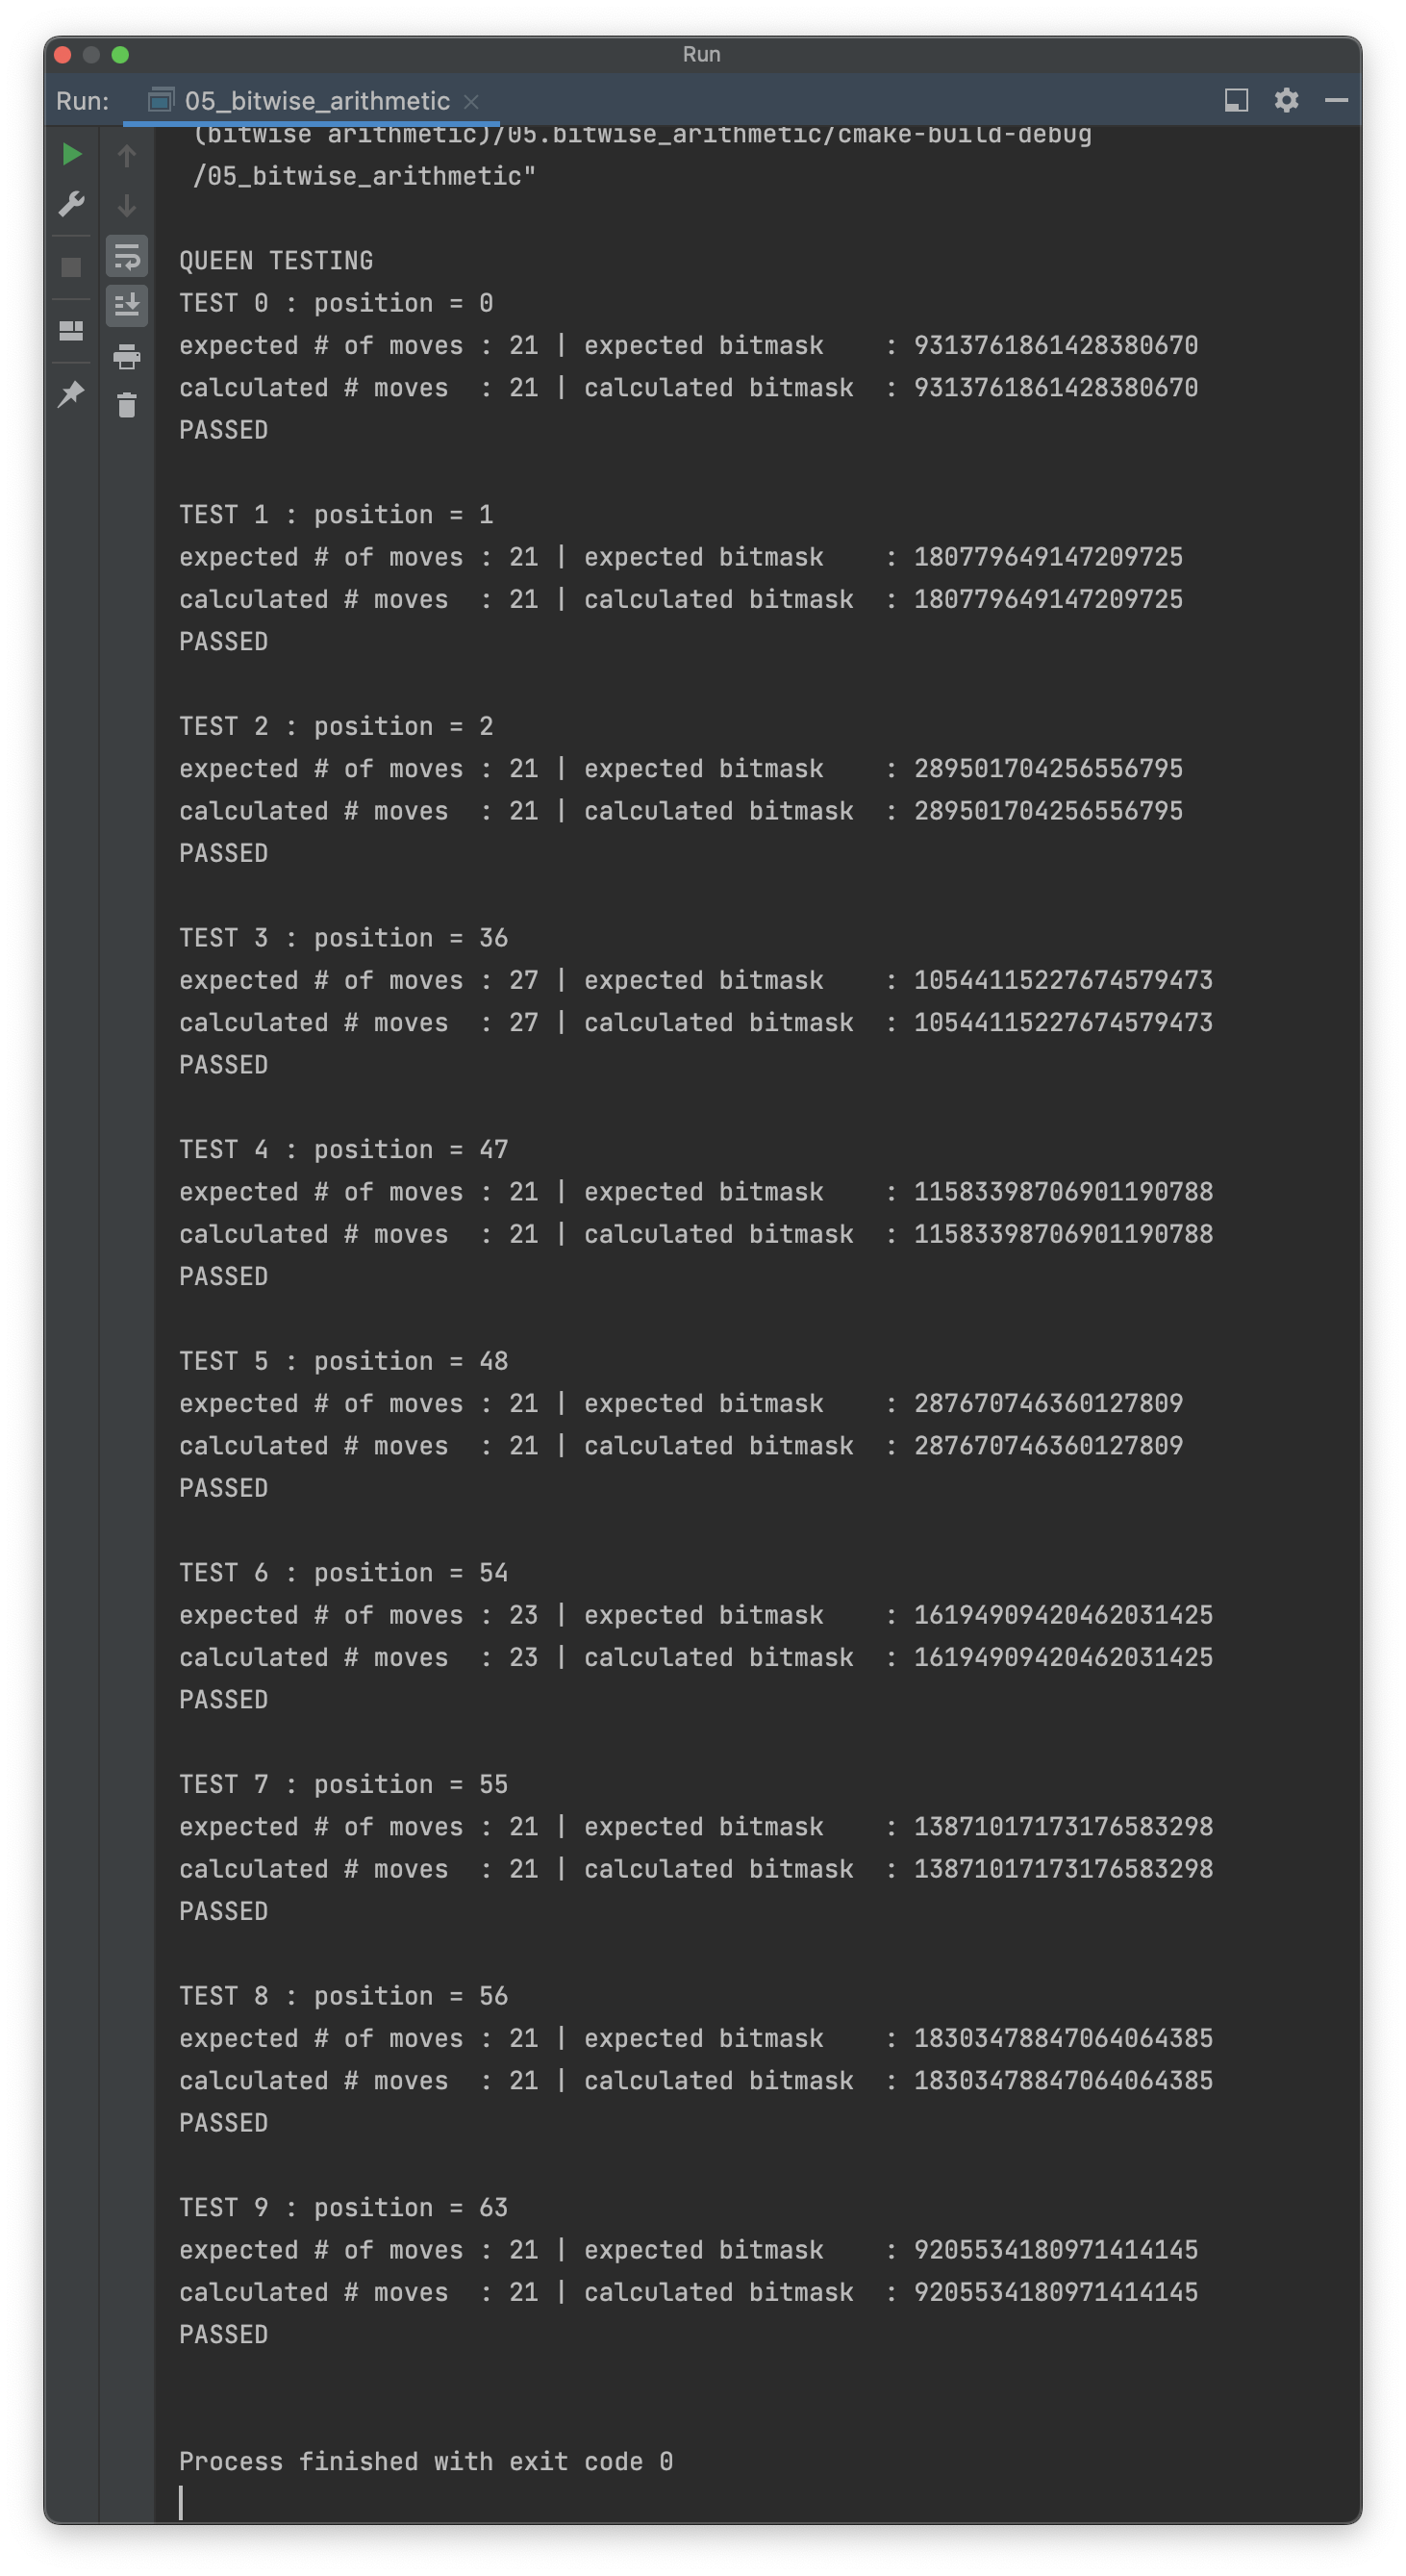 Run
Run: 05_bitwise_arithmetic
(bitwise arithmetic)/05.bitwise_arithmetic/cmake-build-debug
/05_bitwise_arithmetic"
QUEEN TESTING
TEST 0 : position = 0
expected # of moves : 21 | expected bitmask    : 9313761861428380670
calculated # moves  : 21 | calculated bitmask  : 9313761861428380670
PASSED
TEST 1 : position = 1
expected # of moves : 21 | expected bitmask    : 180779649147209725
calculated # moves  : 21 | calculated bitmask  : 180779649147209725
PASSED
TEST 2 : position = 2
expected # of moves : 21 | expected bitmask    : 289501704256556795
calculated # moves  : 21 | calculated bitmask  : 289501704256556795
PASSED
TEST 3 : position = 36
expected # of moves : 27 | expected bitmask    : 10544115227674579473
calculated # moves  : 27 | calculated bitmask  : 10544115227674579473
PASSED
TEST 4 : position = 47
expected # of moves : 21 | expected bitmask    : 11583398706901190788
calculated # moves  : 21 | calculated bitmask  : 11583398706901190788
PASSED
TEST 5 : position = 48
expected # of moves : 21 | expected bitmask    : 287670746360127809
calculated # moves  : 21 | calculated bitmask  : 287670746360127809
PASSED
TEST 6 : position = 54
expected # of moves : 23 | expected bitmask    : 16194909420462031425
calculated # moves  : 23 | calculated bitmask  : 16194909420462031425
PASSED
TEST 7 : position = 55
expected # of moves : 21 | expected bitmask    : 13871017173176583298
calculated # moves  : 21 | calculated bitmask  : 13871017173176583298
PASSED
TEST 8 : position = 56
expected # of moves : 21 | expected bitmask    : 18303478847064064385
calculated # moves  : 21 | calculated bitmask  : 18303478847064064385
PASSED
TEST 9 : position = 63
expected # of moves : 21 | expected bitmask    : 9205534180971414145
calculated # moves  : 21 | calculated bitmask  : 9205534180971414145
PASSED
Process finished with exit code 0